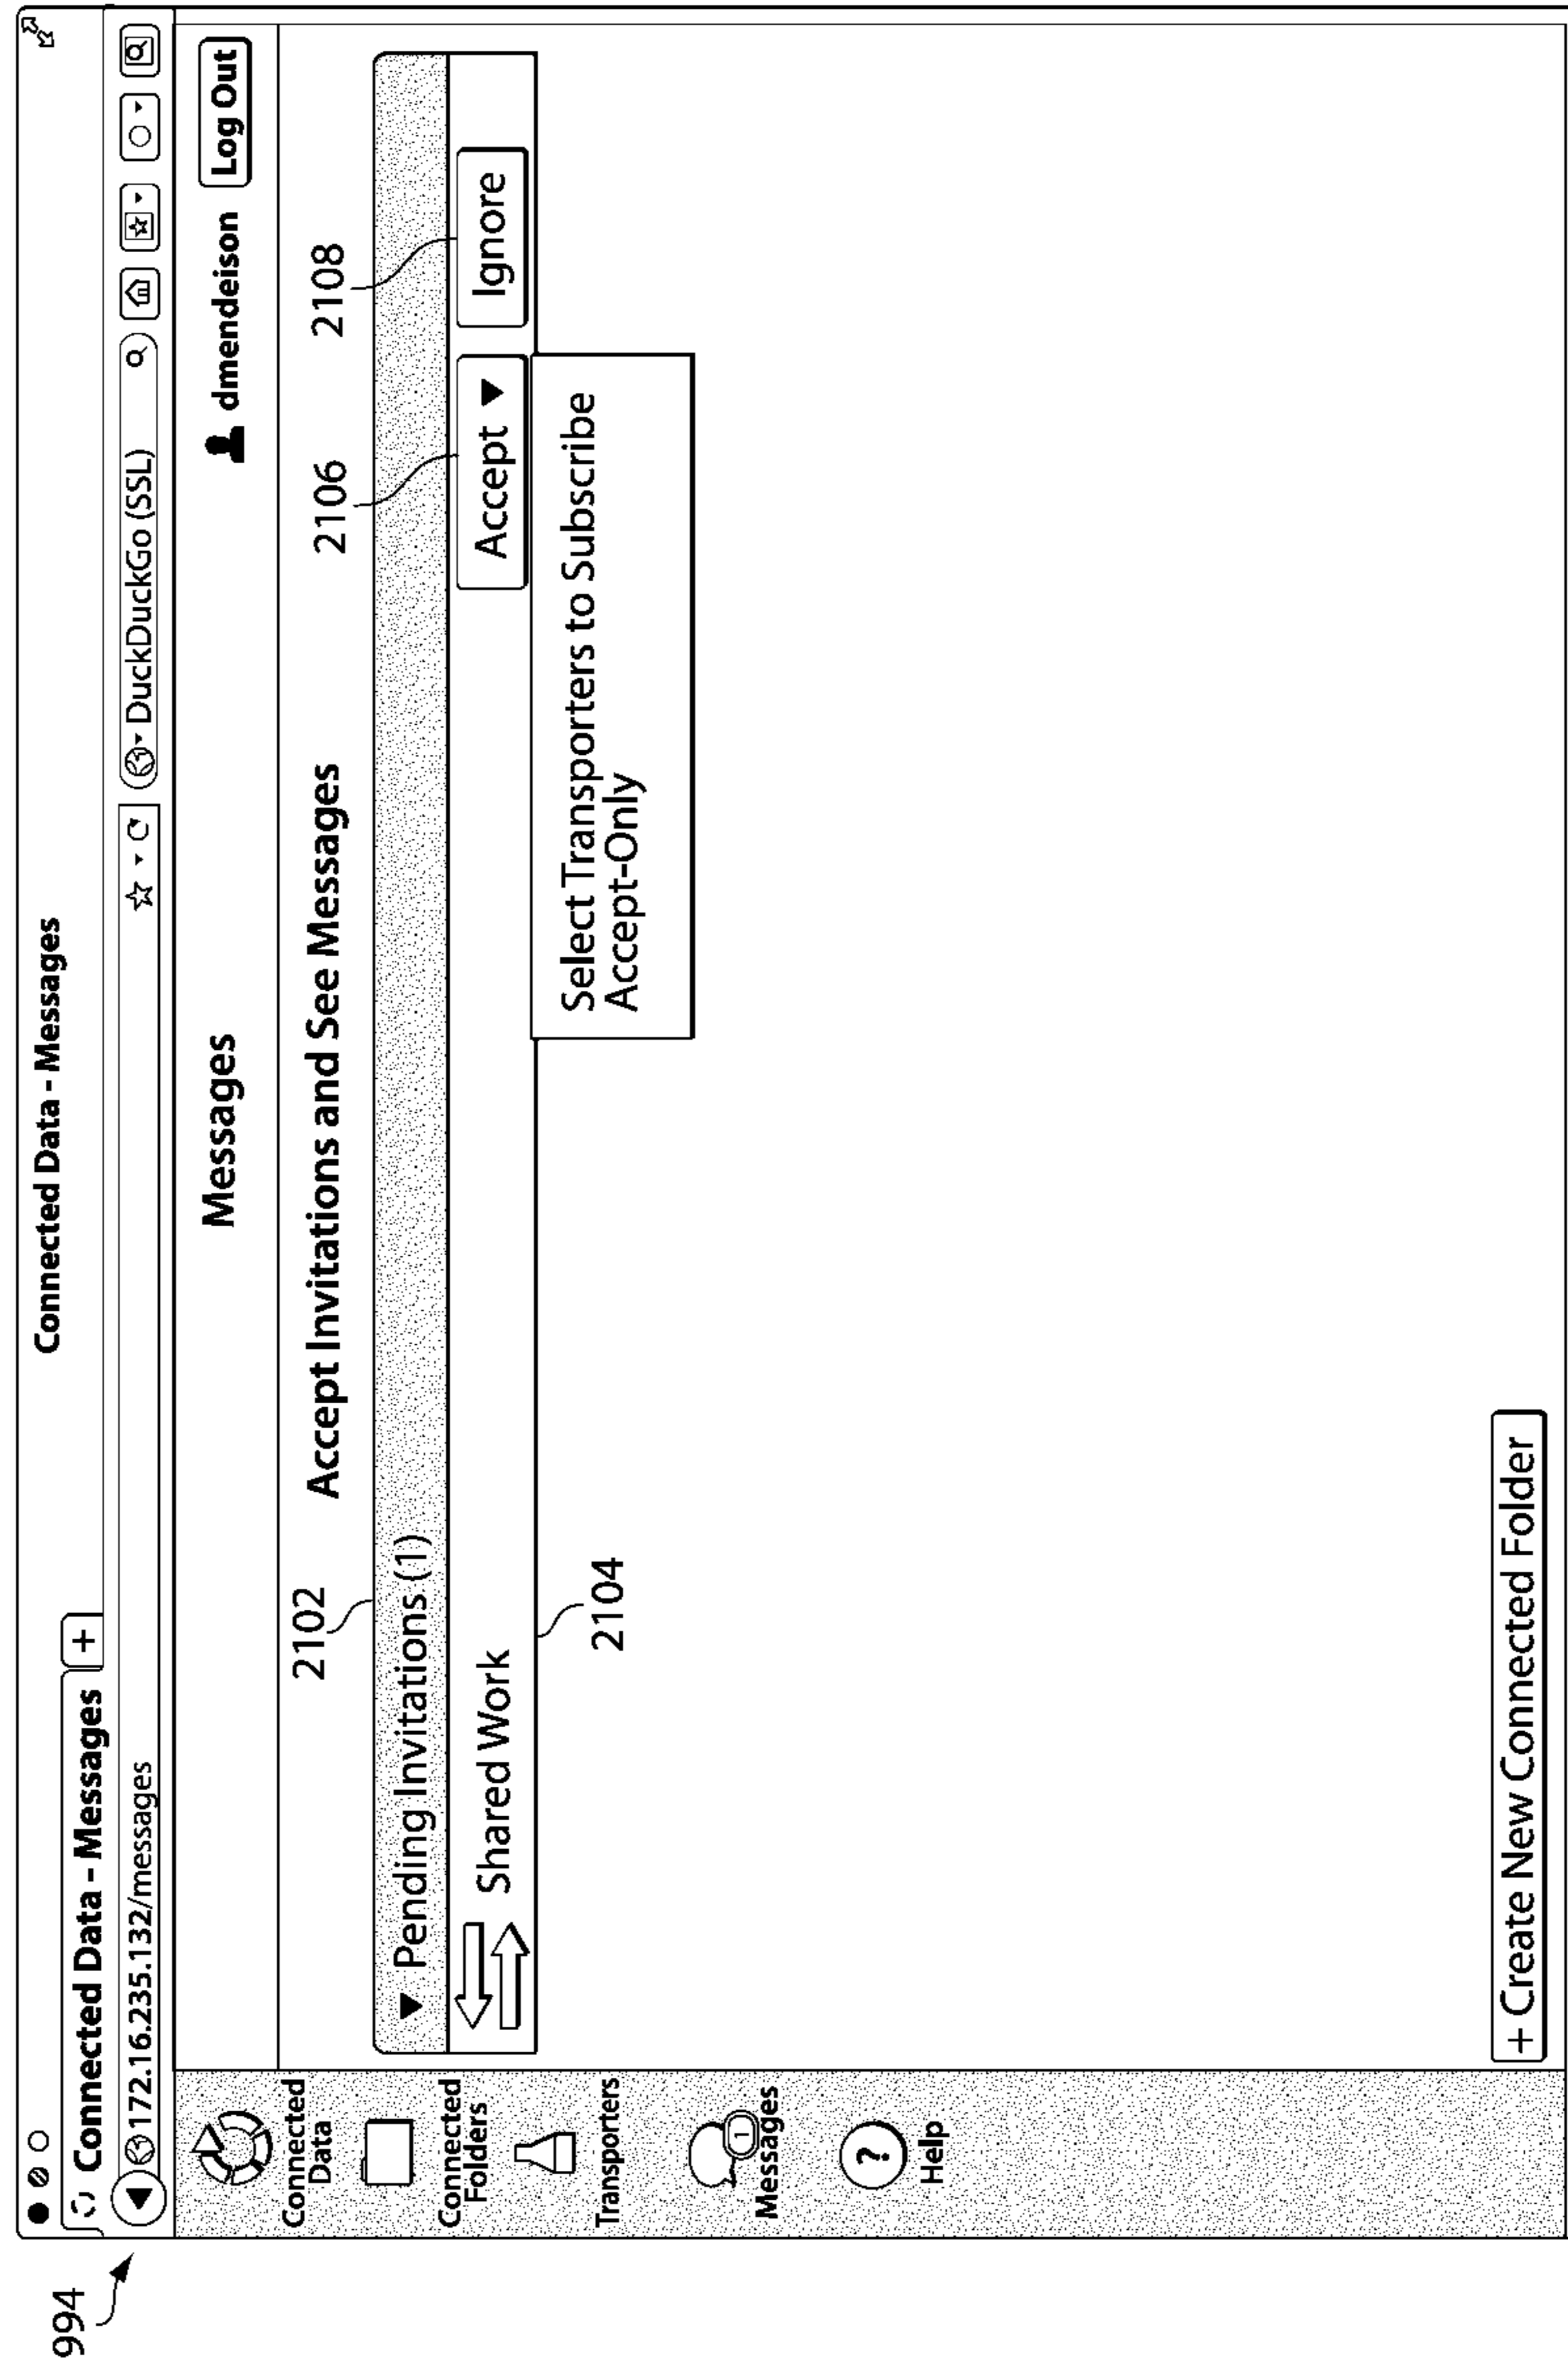 994
Connected Data - Messages
Connected Data - Messages +
172.16.235.132/messages
DuckDuckGo (SSL)
Messages
dmendeison
Log Out
Connected
Data
Connected
Folders
Transporters
1
Messages
?
Help
2102
Accept Invitations and See Messages
2106
2108
Pending Invitations (1)
Shared Work
Accept
Ignore
2104
Select Transporters to Subscribe
Accept-Only
+ Create New Connected Folder